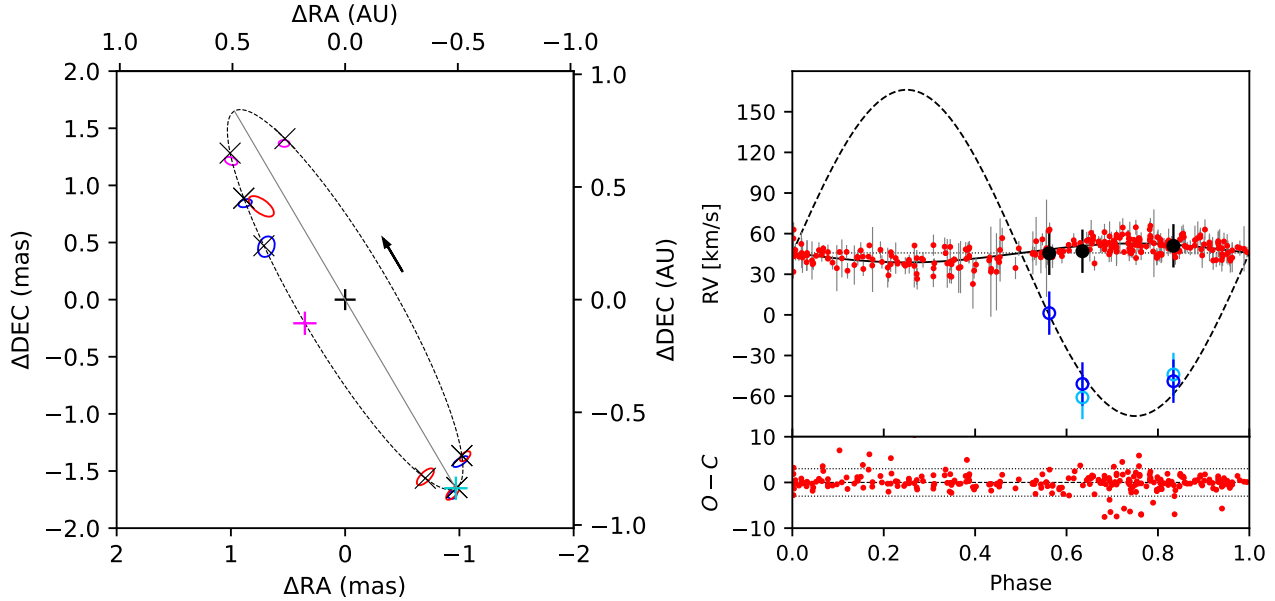 ΔRA (AU)
1.0 0.5 0.0 −0.5 −1.0
2.0
1.5
1.0
0.5
0.0
−0.5
−1.0
−1.5
−2.0
ΔDEC (mas)
2 1 0 −1 −2
ΔRA (mas)
1.0
0.5
0.0
−0.5
−1.0
ΔDEC (AU)
150
120
90
60
30
0
−30
−60
RV [km/s]
10
0
−10
O − C
0.0 0.2 0.4 0.6 0.8 1.0
Phase